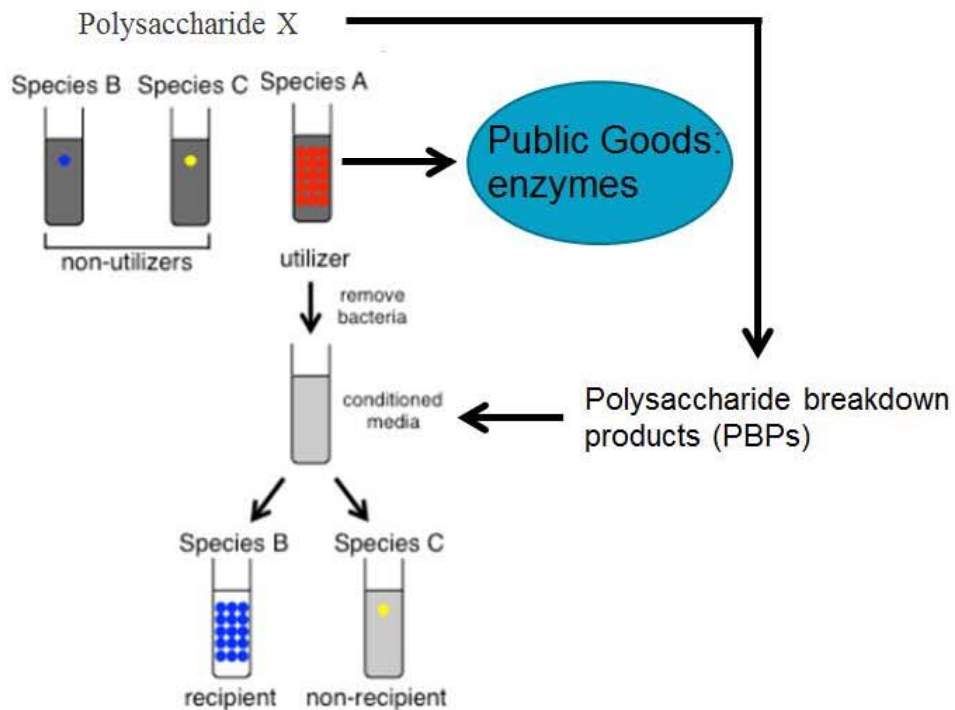 Polysaccharide X
Species B
Species C
Species A
Public Goods:
enzymes
non-utilizers
utilizer
remove
bacteria
conditioned
media
Polysaccharide breakdown
products (PBPs)
Species B
Species C
recipient
non-recipient